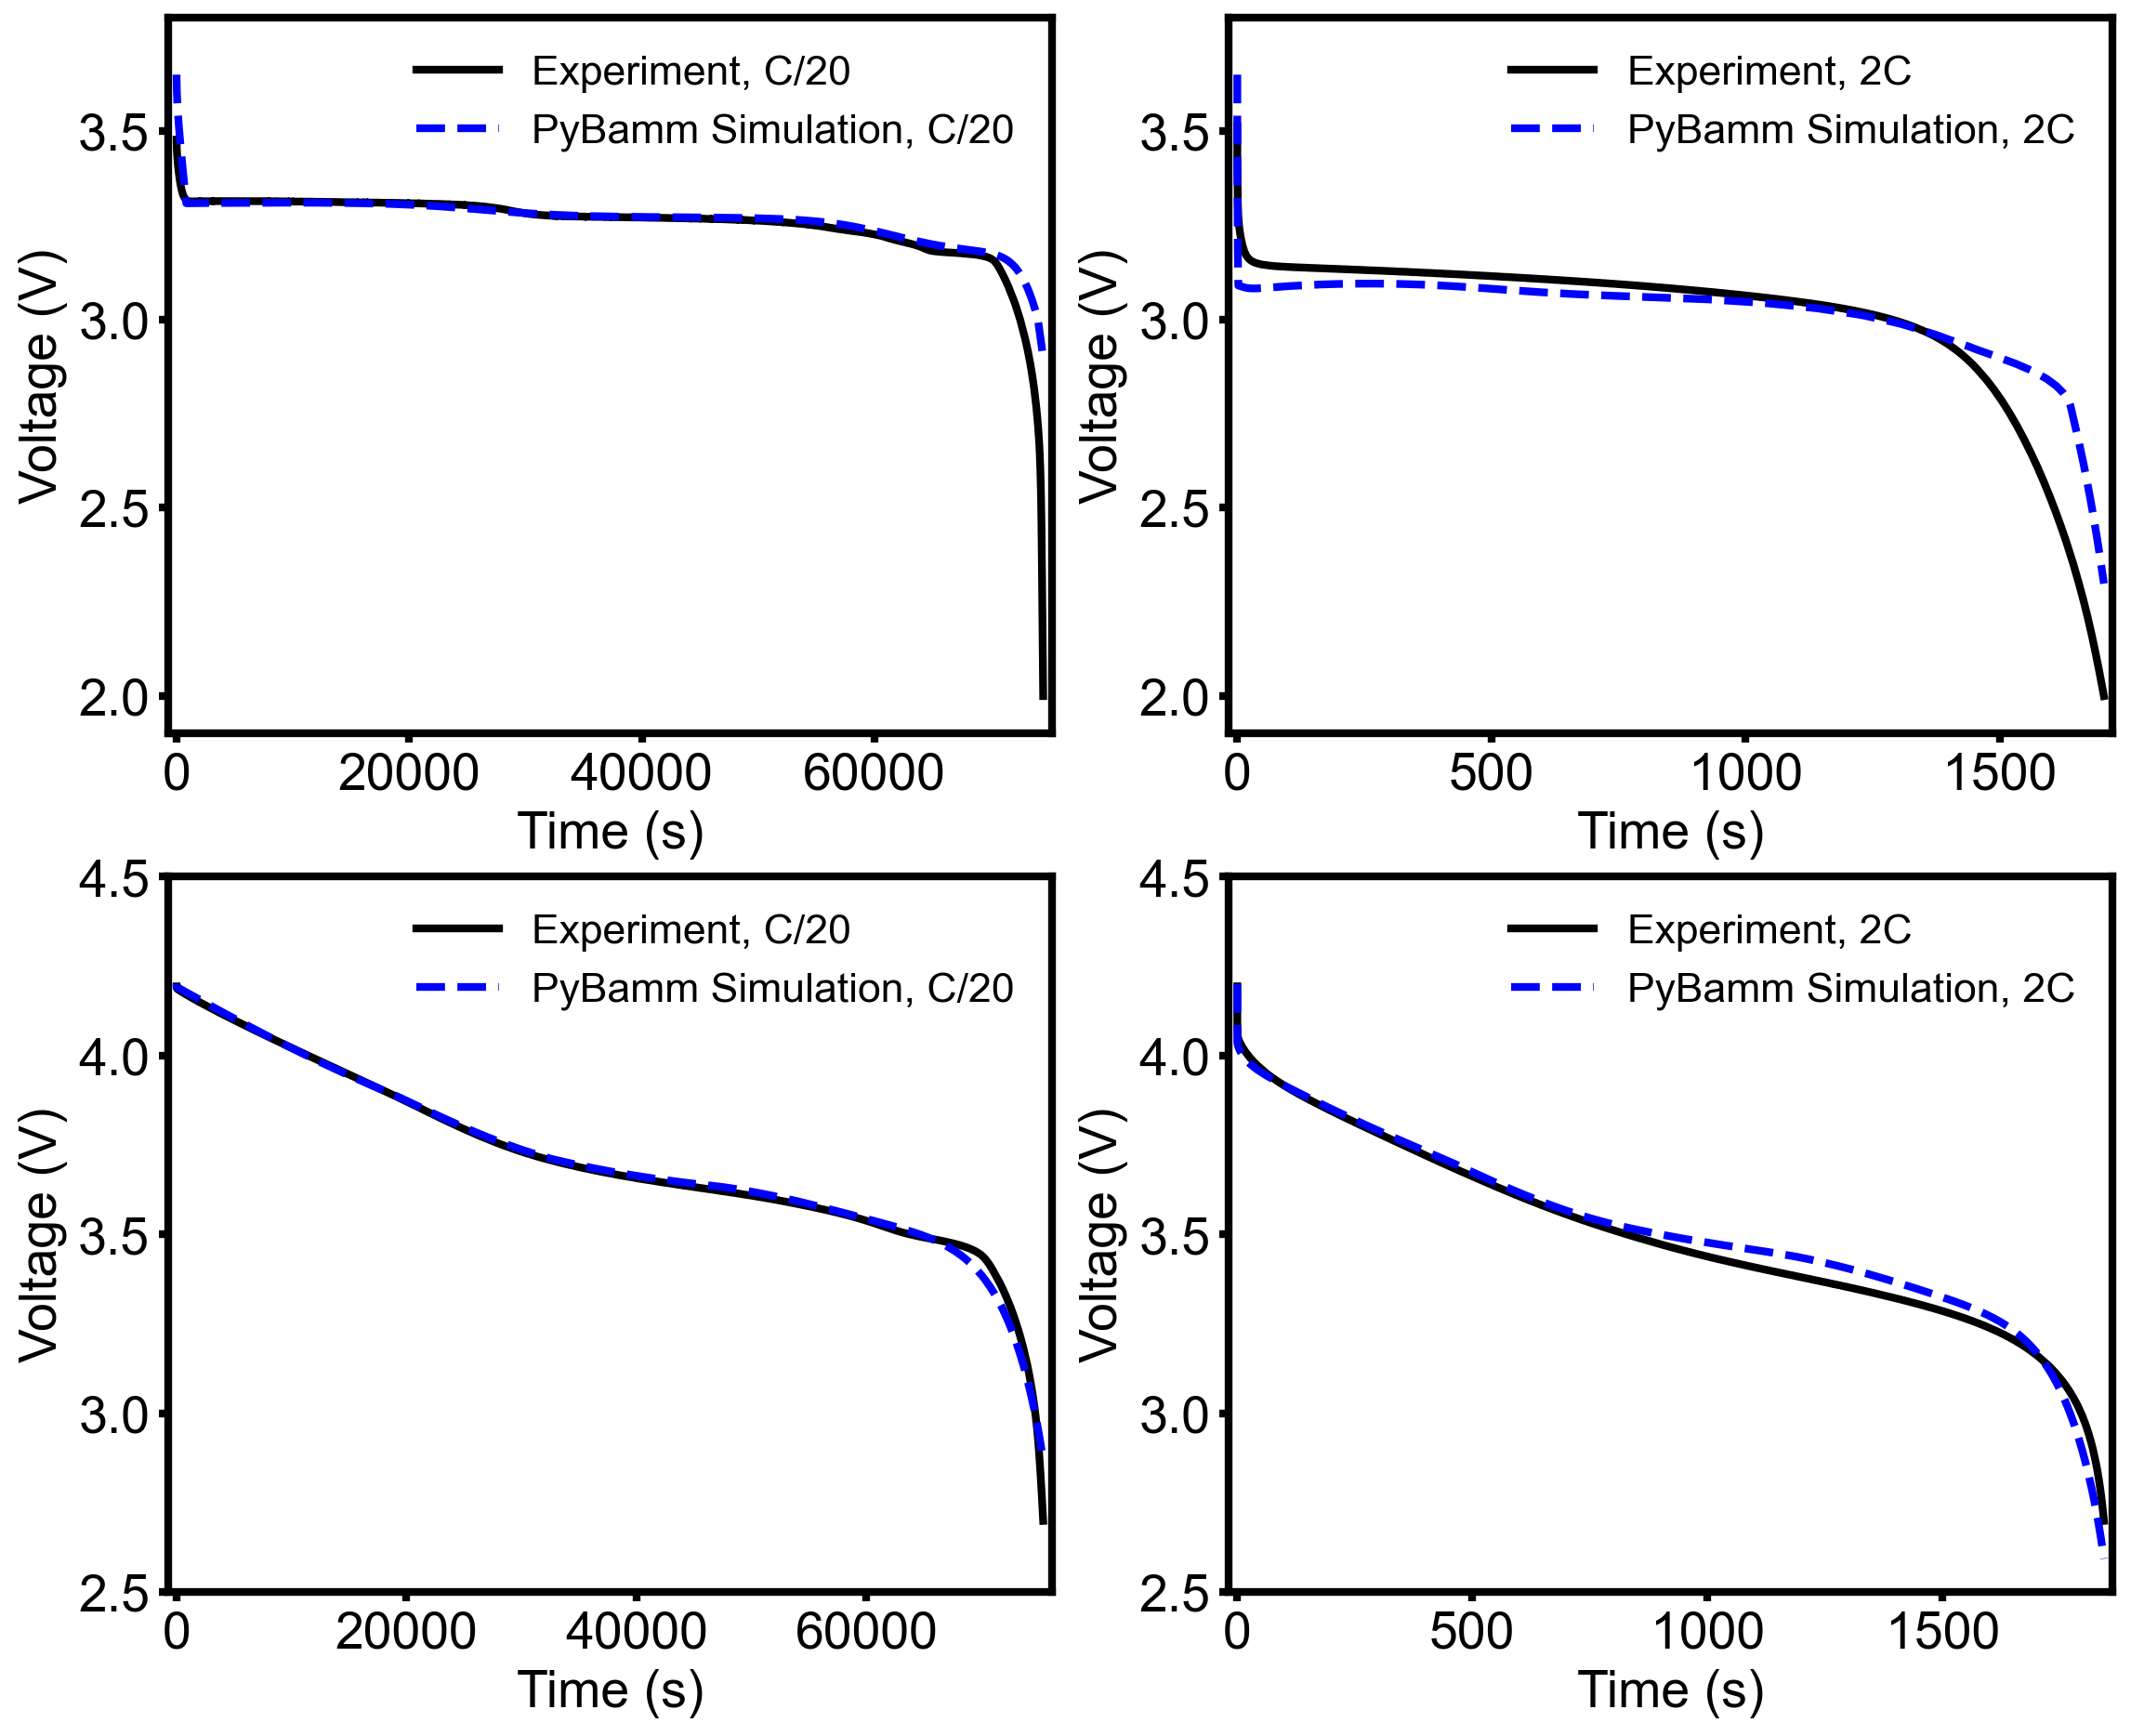 Experiment, C/20
PyBamm Simulation, C/20
3.5
3.0
2.5
2.0
Voltage (V)
0 20000 40000 60000
Time (s)
Experiment, 2C
PyBamm Simulation, 2C
3.5
3.0
2.5
2.0
Voltage (V)
0 500 1000 1500
Time (s)
4.5
Experiment, C/20
PyBamm Simulation, C/20
4.0
3.5
3.0
2.5
Voltage (V)
0 20000 40000 60000
Time (s)
4.5
Experiment, 2C
PyBamm Simulation, 2C
4.0
3.5
3.0
2.5
Voltage (V)
0 500 1000 1500
Time (s)